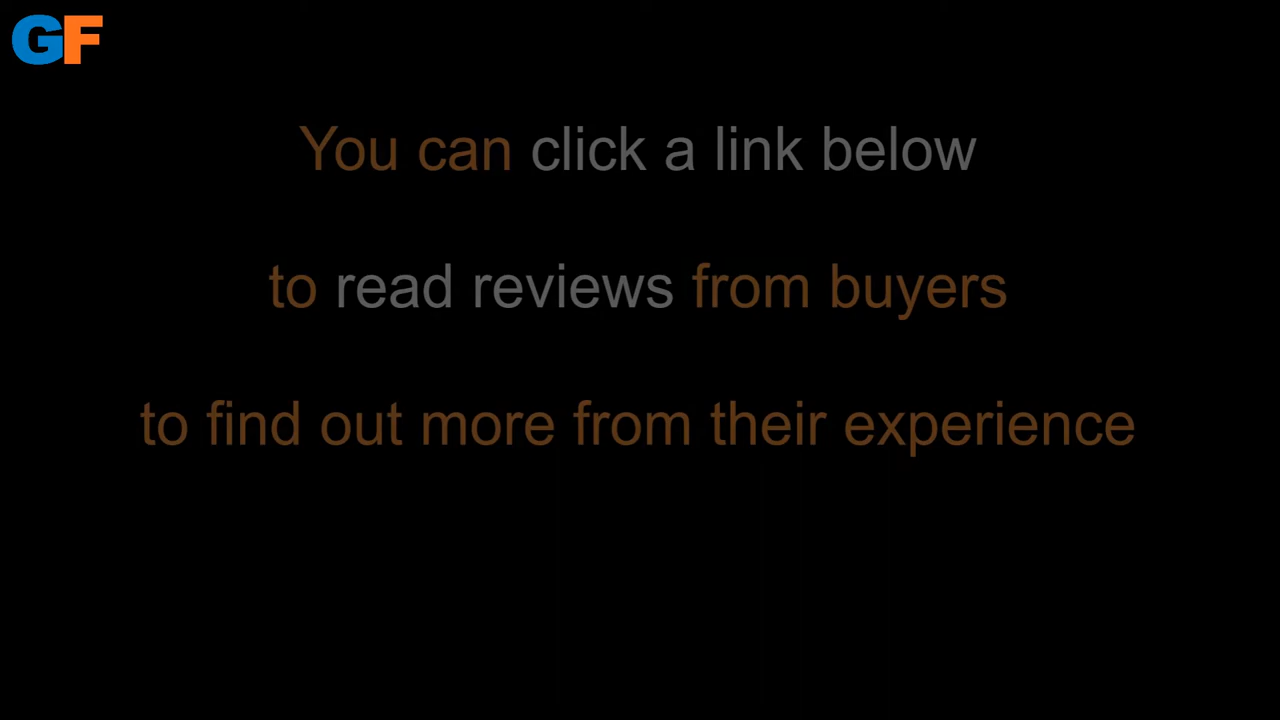 GF
You can click a link below
to read reviews from buyers
to find out more from their experience